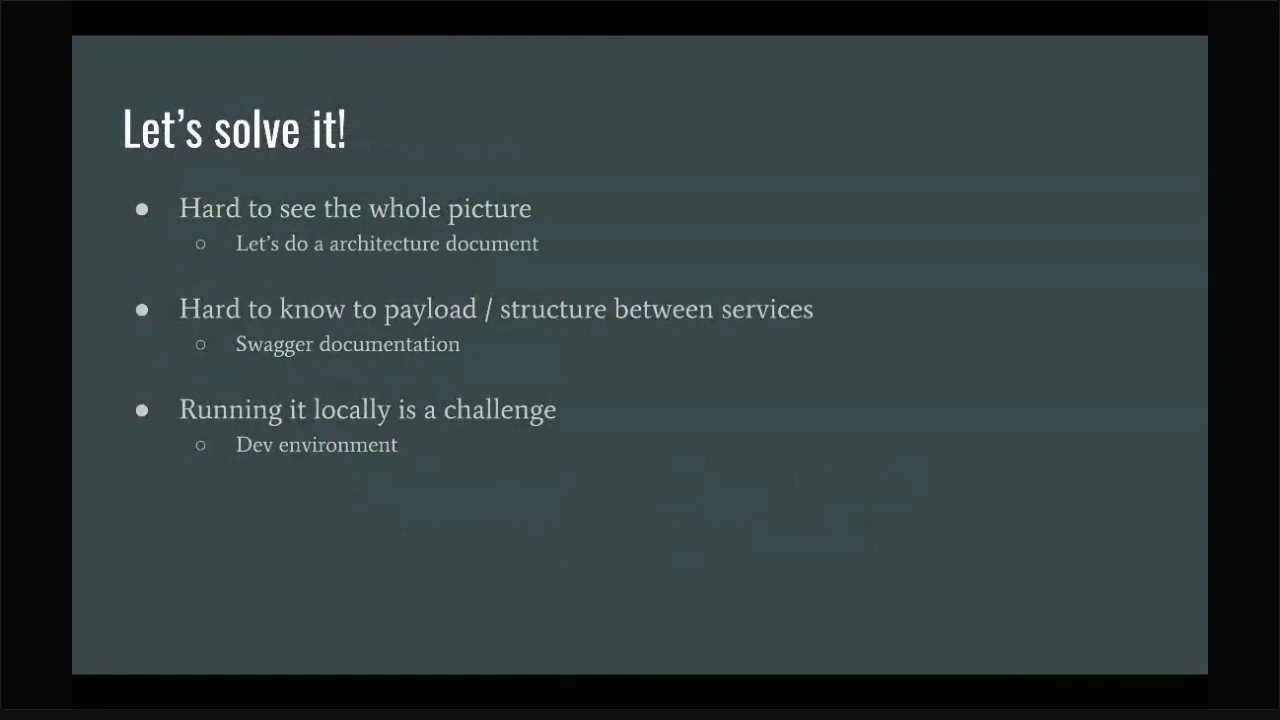 Let’s solve it!
● Hard to see the whole picture
○ Let’s do a architecture document
● Hard to know to payload / structure between services
○ Swagger documentation
● Running it locally is a challenge
○ Dev environment